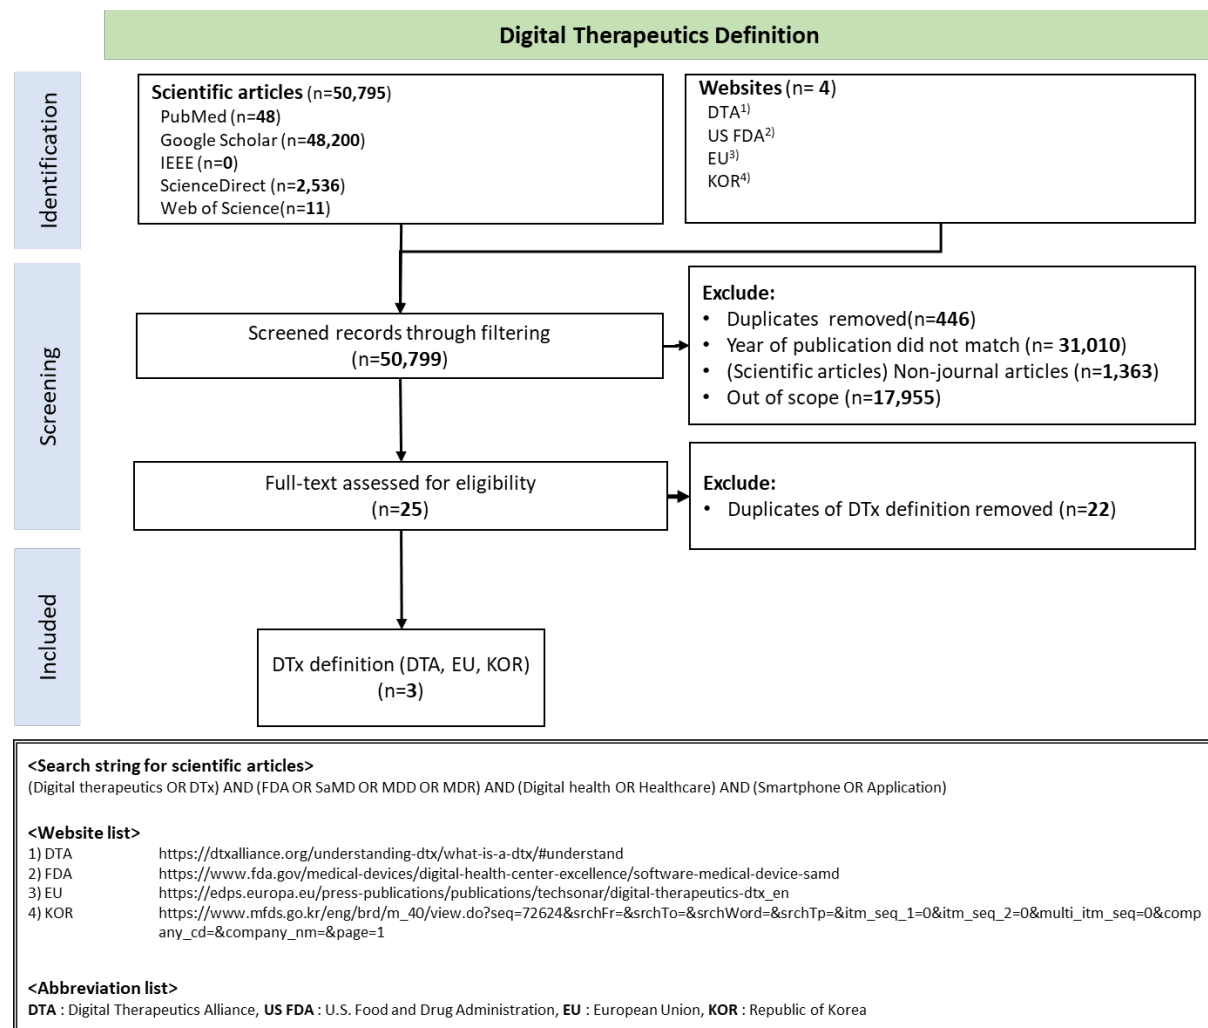 Digital Therapeutics Definition
Identification
Scientific articles (n=50,795)
PubMed (n=48)
Google Scholar (n=48,200)
IEEE (n=0)
ScienceDirect (n=2,536)
Web of Science(n=11)
Websites (n= 4)
DTA1)
US FDA2)
EU3)
KOR4)
Screening
Screened records through filtering
(n=50,799)
Exclude:
• Duplicates removed(n=446)
• Year of publication did not match (n= 31,010)
• (Scientific articles) Non-journal articles (n=1,363)
• Out of scope (n=17,955)
Full-text assessed for eligibility
(n=25)
Exclude:
• Duplicates of DTx definition removed (n=22)
Included
DTx definition (DTA, EU, KOR)
(n=3)
<Search string for scientific articles>
(Digital therapeutics OR DTx) AND (FDA OR SaMD OR MDD OR MDR) AND (Digital health OR Healthcare) AND (Smartphone OR Application)
<Website list>
1) DTA https://dtxalliance.org/understanding-dtx/what-is-a-dtx/#understand
2) FDA https://www.fda.gov/medical-devices/digital-health-center-excellence/software-medical-device-samd
3) EU https://edps.europa.eu/press-publications/publications/techsonar/digital-therapeutics-dtx_en
4) KOR https://www.mfds.go.kr/eng/brd/m_40/view.do?seq=72624&srchFr=&srchTo=&srchWord=&srchTp=&itm_seq_1=0&itm_seq_2=0&multi_itm_seq=0&comp
any_cd=&company_nm=&page=1
<Abbreviation list>
DTA : Digital Therapeutics Alliance, US FDA : U.S. Food and Drug Administration, EU : European Union, KOR : Republic of Korea